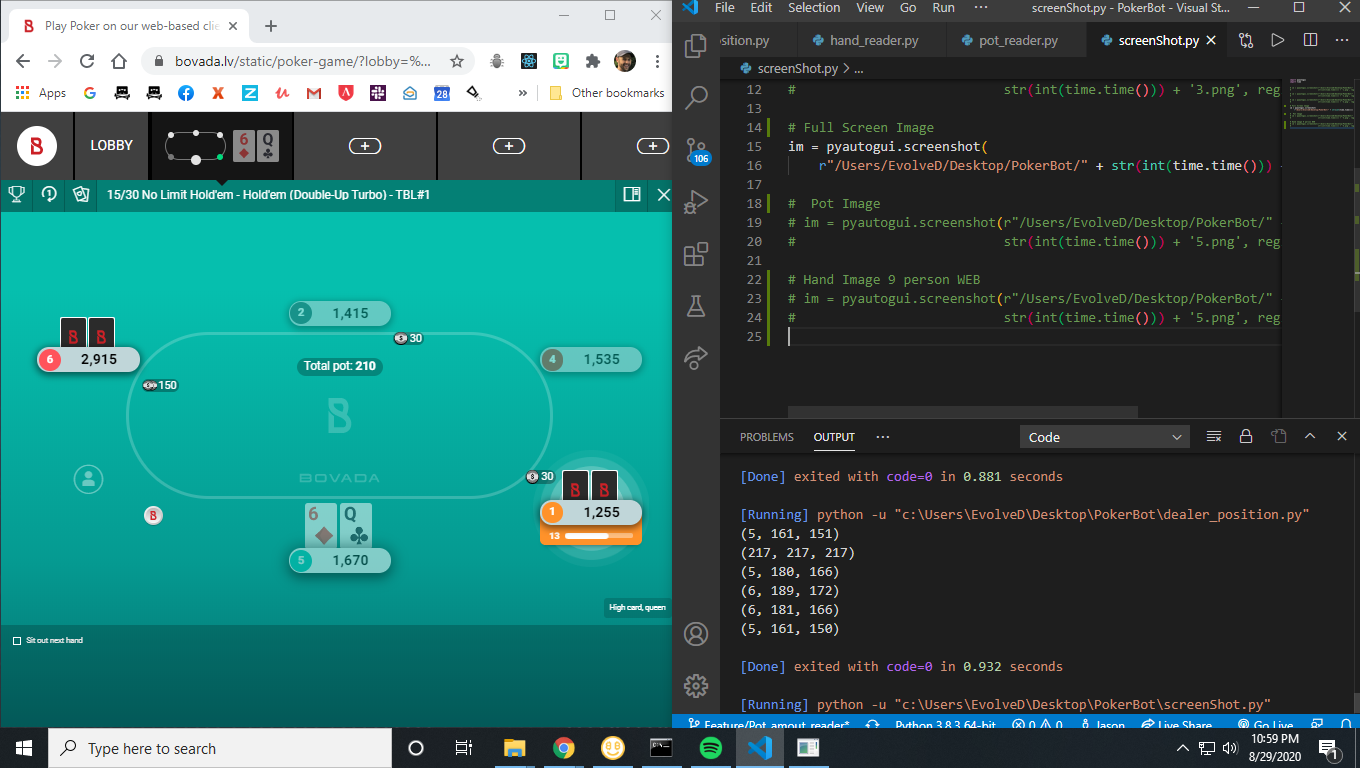 Play Poker on our web-based clie
bovada.lv/static/poker-game/?lobby=%...
Apps
28
»
Other bookmarks
LOBBY
6
Q
15/30 No Limit Hold'em - Hold'em (Double-Up Turbo) - TBL#1
2 1,415
30
6 2,915
Total pot: 210
4 1,535
150
BOVADA
30
1 1,255
13
B
6
Q
5 1,670
High card, queen
Sit out next hand
File Edit Selection View Go Run ··· screenShot.py - PokerBot - Visual St...
osition.py hand_reader.py pot_reader.py screenShot.py
screenShot.py > ...
12 # str(int(time.time())) + '3.png', reg
13
14 # Full Screen Image
15 im = pyautogui.screenshot(
16 r"/Users/EvolveD/Desktop/PokerBot/" + str(int(time.time()))
17
18 #  Pot Image
19 # im = pyautogui.screenshot(r"/Users/EvolveD/Desktop/PokerBot/"
20 # str(int(time.time())) + '5.png', reg
21
22 # Hand Image 9 person WEB
23 # im = pyautogui.screenshot(r"/Users/EvolveD/Desktop/PokerBot/"
24 # str(int(time.time())) + '5.png', reg
25
106
PROBLEMS OUTPUT ··· Code
[Done] exited with code=0 in 0.881 seconds
[Running] python -u "c:\Users\EvolveD\Desktop\PokerBot\dealer_position.py"
(5, 161, 151)
(217, 217, 217)
(5, 180, 166)
(6, 189, 172)
(6, 181, 166)
(5, 161, 150)
[Done] exited with code=0 in 0.932 seconds
[Running] python -u "c:\Users\EvolveD\Desktop\PokerBot\screenShot.py"
Feature/Pot_amout_reader* Python 3.8.3 64-bit 0 0 Jason Live Share Go Live
Type here to search
10:59 PM
8/29/2020
1